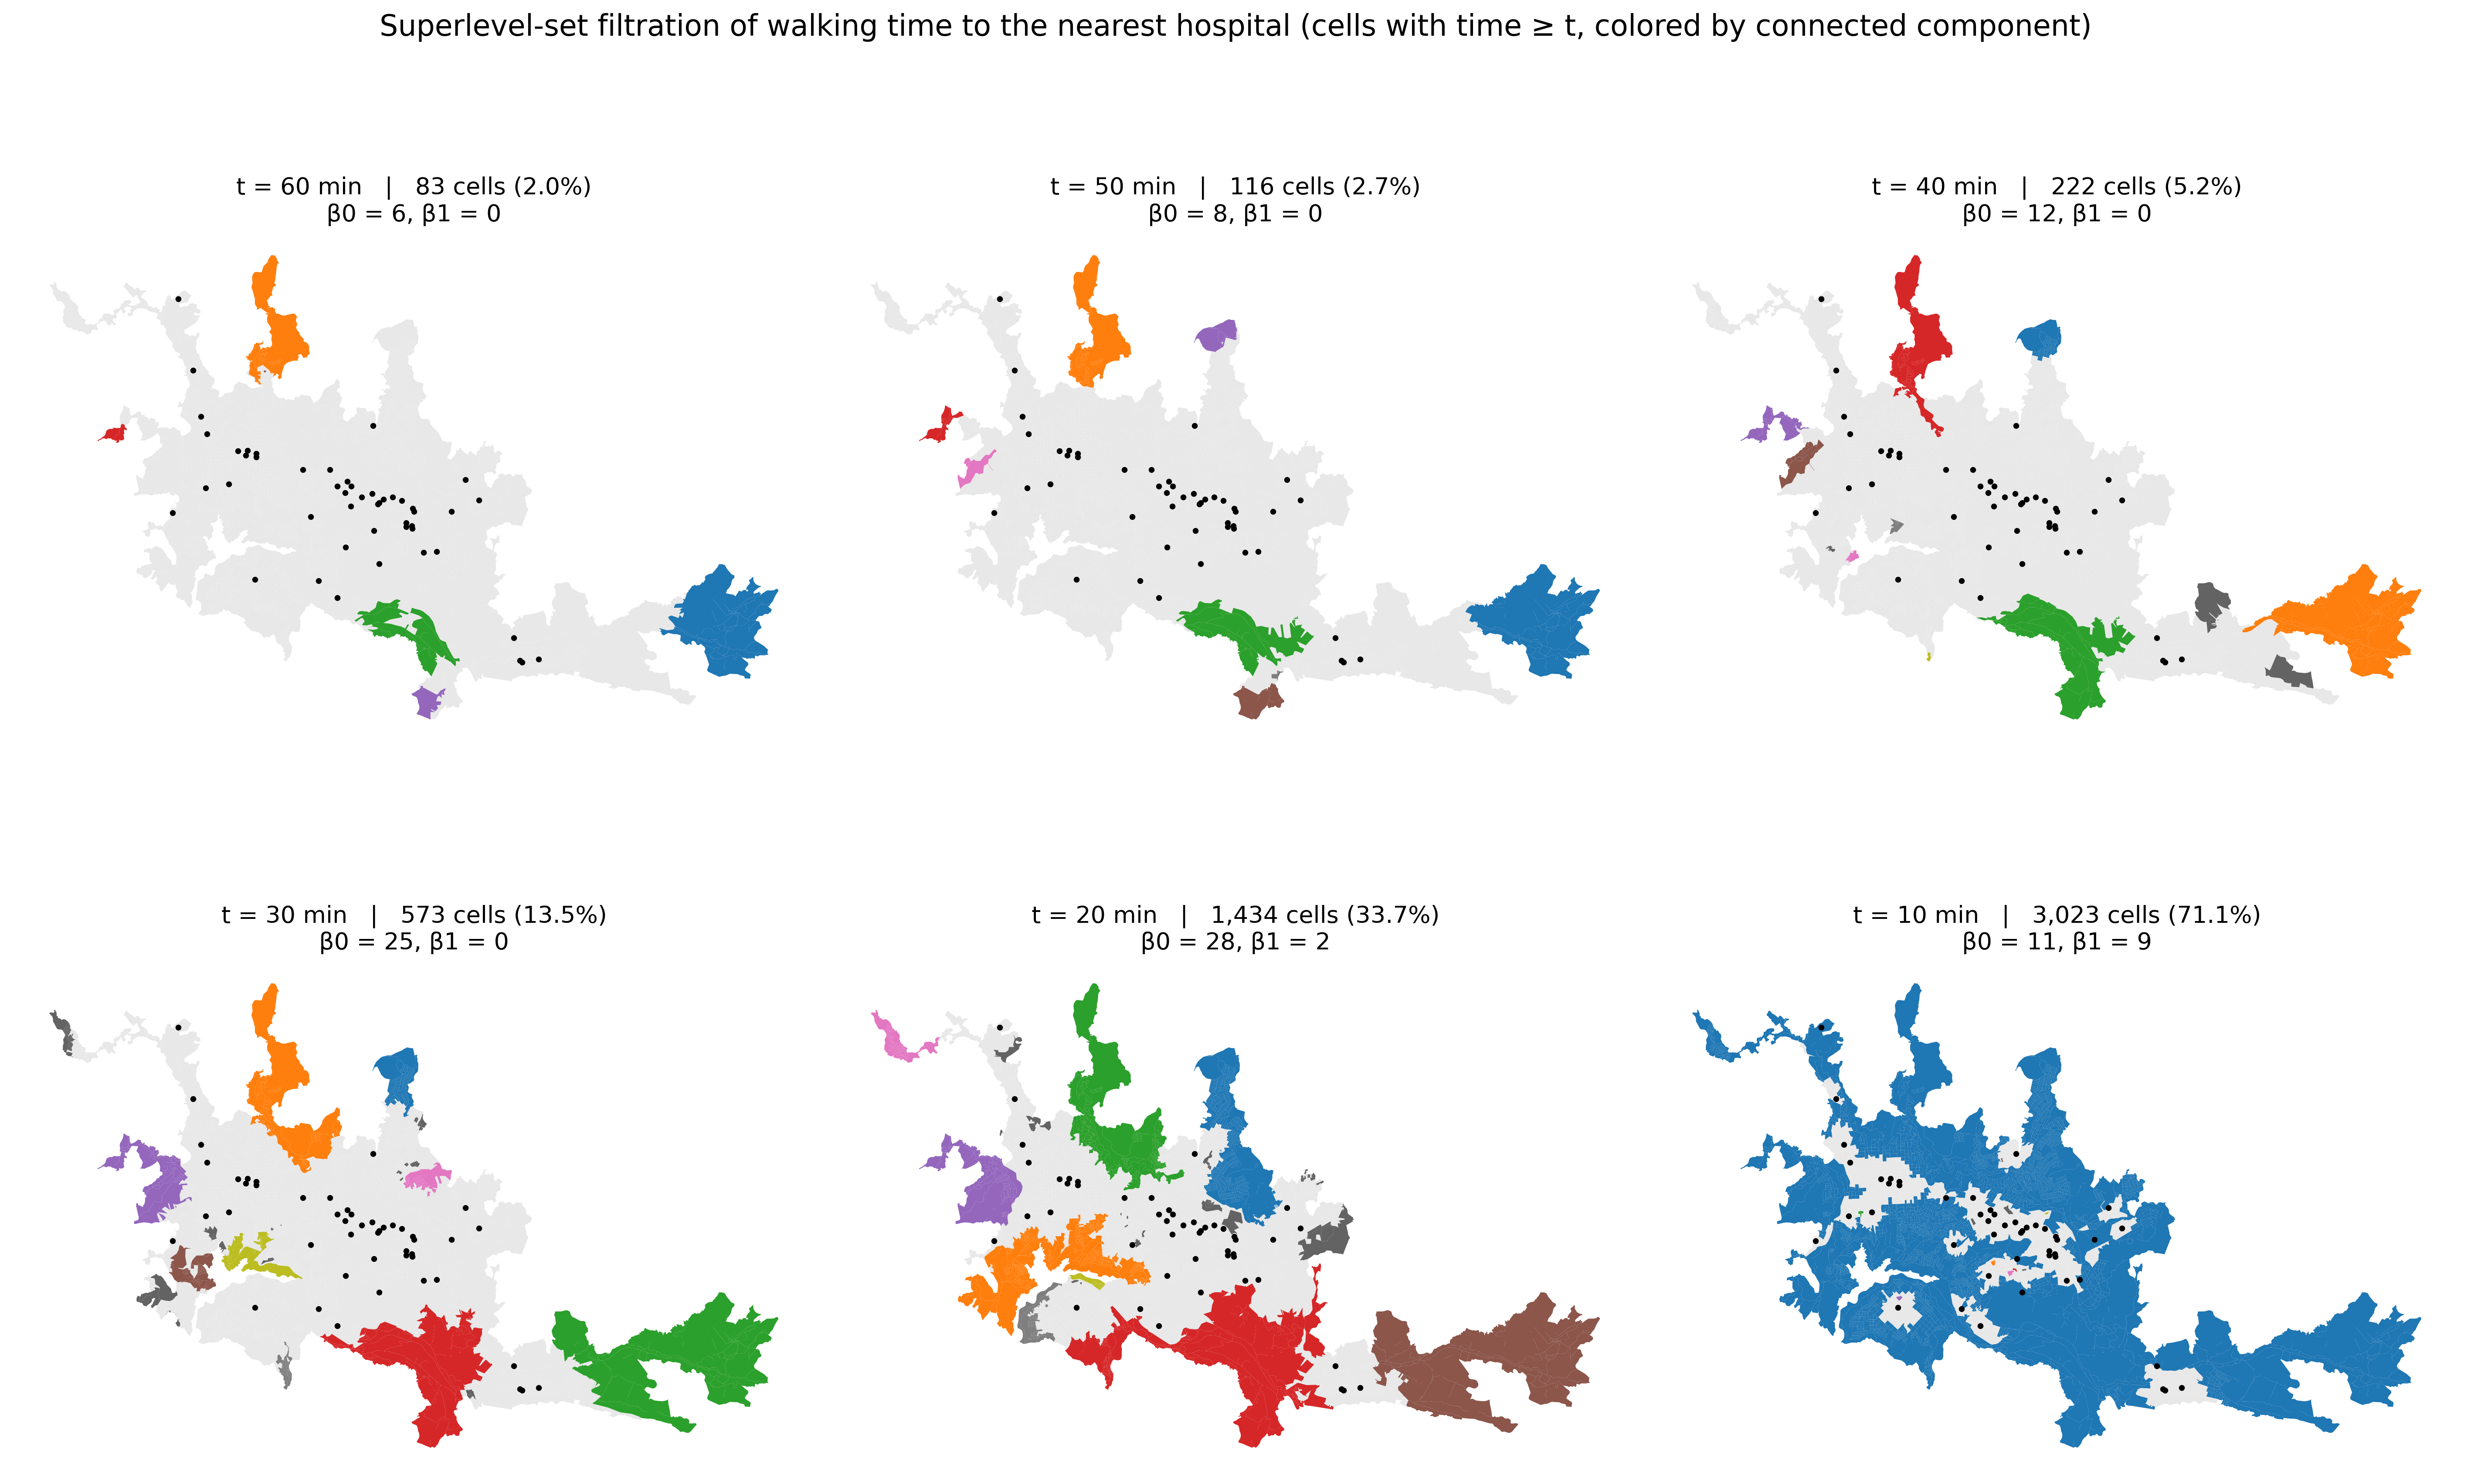 Superlevel-set filtration of walking time to the nearest hospital (cells with time ≥ t, colored by connected component)
t = 60 min | 83 cells (2.0%)
β0 = 6, β1 = 0
t = 50 min | 116 cells (2.7%)
β0 = 8, β1 = 0
t = 40 min | 222 cells (5.2%)
β0 = 12, β1 = 0
t = 30 min | 573 cells (13.5%)
β0 = 25, β1 = 0
t = 20 min | 1,434 cells (33.7%)
β0 = 28, β1 = 2
t = 10 min | 3,023 cells (71.1%)
β0 = 11, β1 = 9